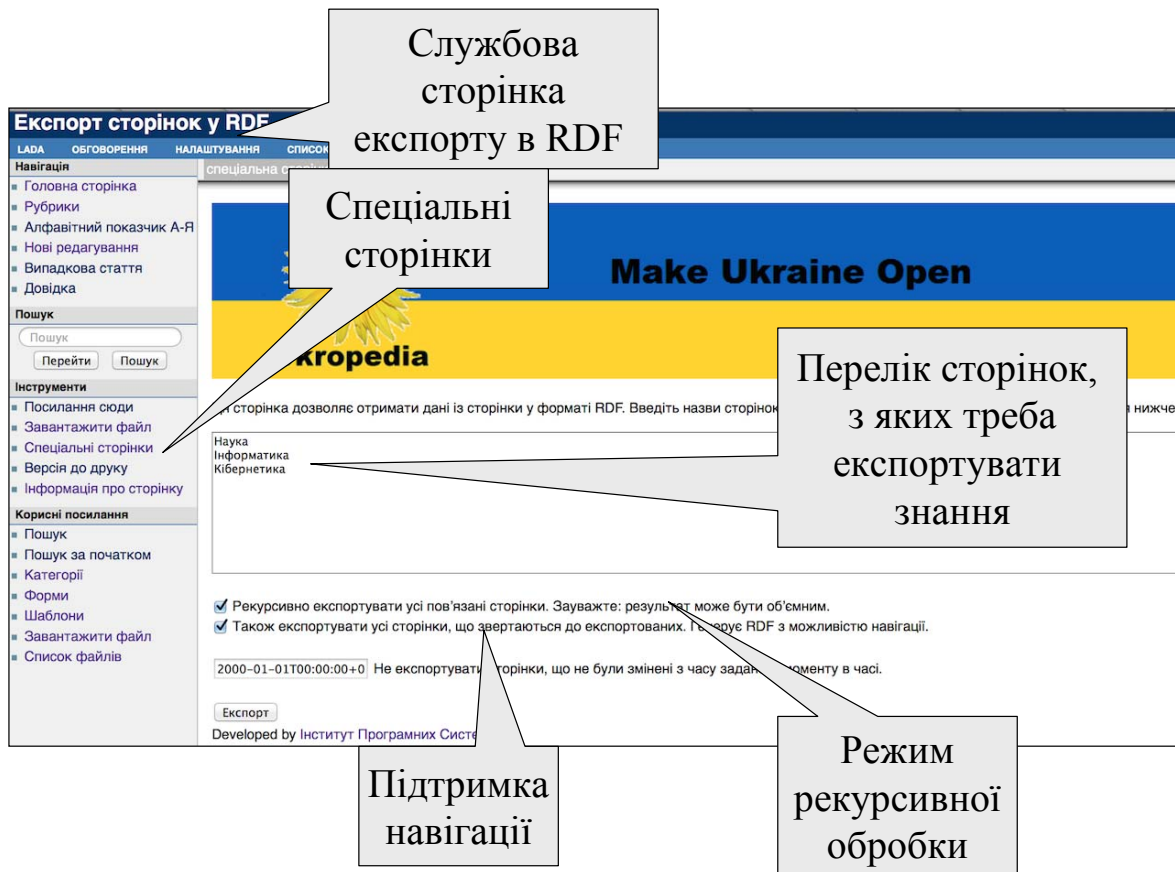 Службова
сторінка
експорту в RDF
Експорт сторінок у RDF
LADA ОБГОВОРЕННЯ НАЛАШТУВАННЯ СПИСОК
Навігація
спеціальна
Головна сторінка
Рубрики
Алфавітний показчик А-Я
Нові редагування
Випадкова стаття
Довідка
Спеціальні
сторінки
Make Ukraine Open
kropedia
Пошук
Пошук
Перейти Пошук
Інструменти
Посилання сюди
Завантажити файл
Спеціальні сторінки
Версія до друку
Інформація про сторінку
Корисні посилання
Пошук
Пошук за початком
Категорії
Форми
Шаблони
Завантажити файл
Список файлів
Перелік сторінок,
з яких треба
експортувати
знання
сторінка дозволяє отримати дані із сторінки у форматі RDF. Введіть назви сторінок нижче
Наука
Інформатика
Кібернетика
Рекурсивно експортувати усі пов'язані сторінки. Зауважте: результат може бути об'ємним.
Також експортувати усі сторінки, що звертаються до експортованих. Генерує RDF з можливістю навігації.
2000-01-01T00:00:00+0 Не експортувати сторінки, що не були змінені з часу заданого моменту в часі.
Експорт
Developed by Інститут Програмних Систе
Підтримка
навігації
Режим
рекурсивної
обробки